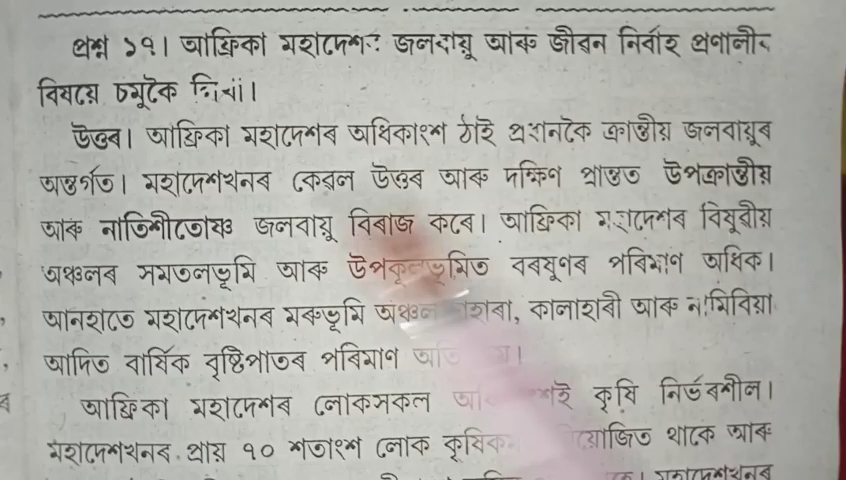 প্ৰশ্ন ১৭। আফ্ৰিকা মহাদেশৰ জলবায়ু আৰু জীৱন নিৰ্বাহ প্ৰণালীৰ
বিষয়ে চমুকৈ লিখা।
উত্তৰ। আফ্ৰিকা মহাদেশৰ অধিকাংশ ঠাই প্ৰধানকৈ ক্ৰান্তীয় জলবায়ুৰ
অন্তৰ্গত। মহাদেশখনৰ কেৱল উত্তৰ আৰু দক্ষিণ প্ৰান্তত উপক্ৰান্তীয়
আৰু নাতিশীতোষ্ণ জলবায়ু বিৰাজ কৰে। আফ্ৰিকা মহাদেশৰ বিষুৱীয়
অঞ্চলৰ সমতলভূমি আৰু উপকূলভূমিত বৰষুণৰ পৰিমাণ অধিক।
আনহাতে মহাদেশখনৰ মৰুভূমি অঞ্চল কালাহাৰী আৰু নামিবিয়া
আদিত বাৰ্ষিক বৃষ্টিপাতৰ পৰিমাণ
আফ্ৰিকা মহাদেশৰ লোকসকল কৃষি নিৰ্ভৰশীল।
মহাদেশখনৰ প্ৰায় ৭০ শতাংশ লোক থাকে আৰু
মহাদেশখনৰ